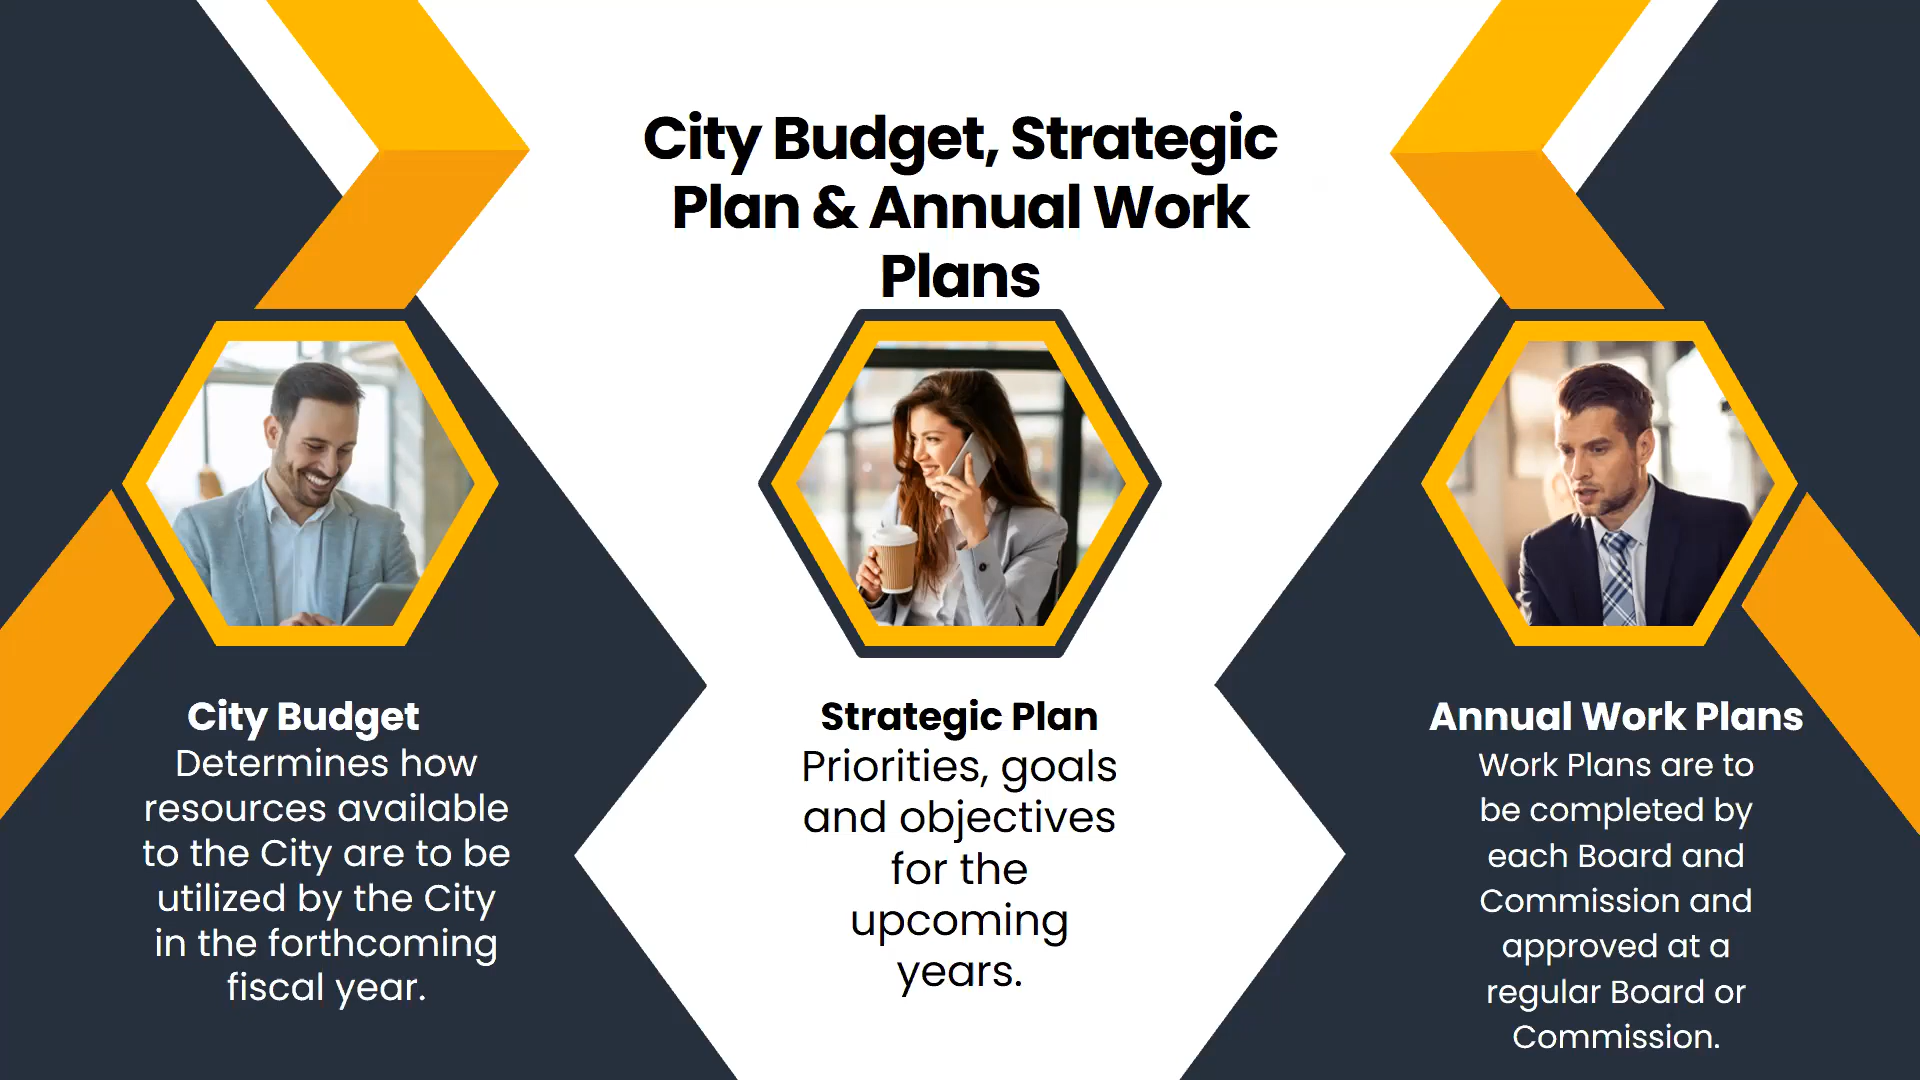 City Budget, Strategic
Plan & Annual Work
Plans
City Budget
Determines how
resources available
to the City are to be
utilized by the City
in the forthcoming
fiscal year.
Strategic Plan
Priorities, goals
and objectives
for the
upcoming
years.
Annual Work Plans
Work Plans are to
be completed by
each Board and
Commission and
approved at a
regular Board or
Commission.